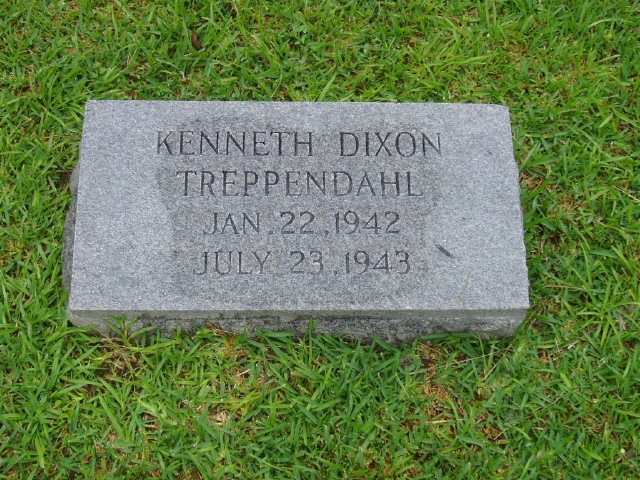 KENNETH DIXON
TREPPENDAHL
JAN. 22, 1942
JULY 23, 1943